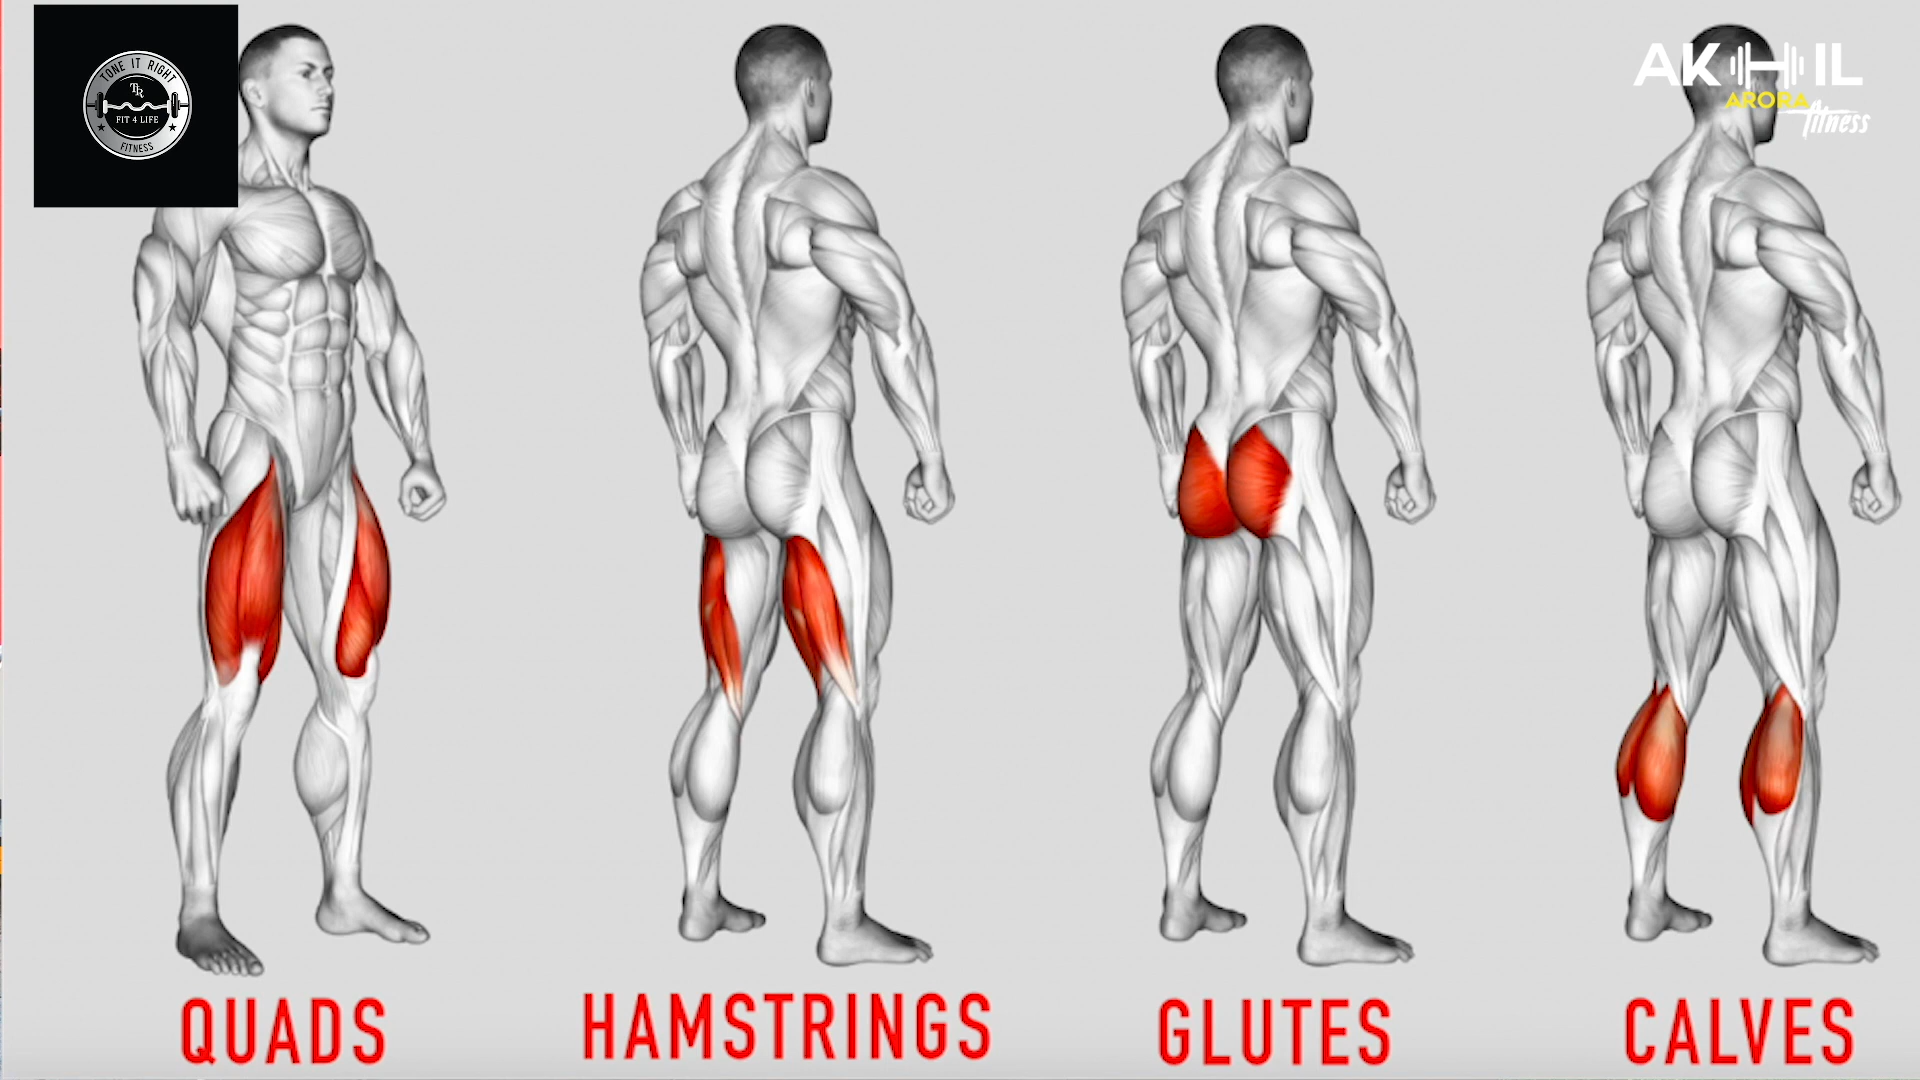 TONE IT RIGHT
TR
FIT 4 LIFE
FITNESS
AKHIL
ARORA
fitness
QUADS
HAMSTRINGS
GLUTES
CALVES